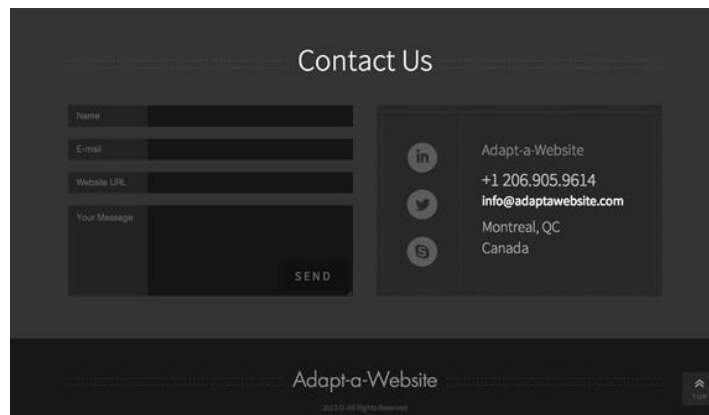 Contact Us
Name
E-mail
Website URL
Your Message
SEND
in
Adapt-a-Website
+1 206.905.9614
info@adaptawebsite.com
Montreal, QC
Canada
Adapt-a-Website
2013 © All Rights Reserved
TOP